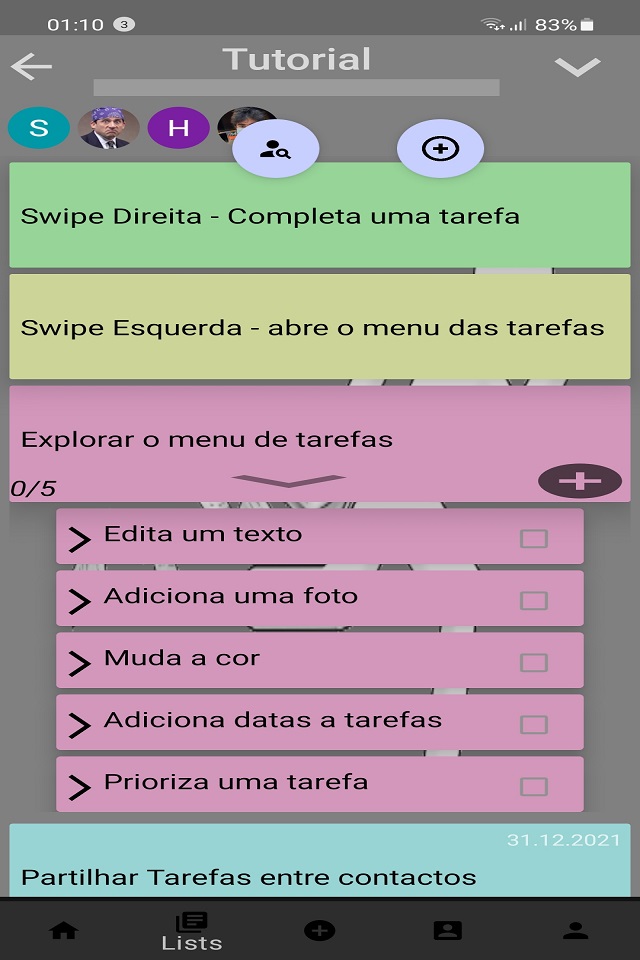 01:10 3 83%
Tutorial
S H
Swipe Direita - Completa uma tarefa
Swipe Esquerda - abre o menu das tarefas
Explorar o menu de tarefas
0/5
Edita um texto
Adiciona uma foto
Muda a cor
Adiciona datas a tarefas
Prioriza uma tarefa
31.12.2021
Partilhar Tarefas entre contactos
Lists